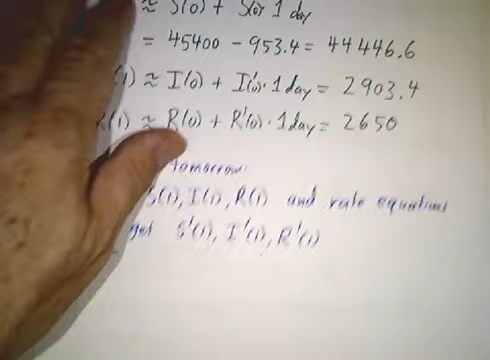 ≈ S(0) + S'(0)· 1 day
= 45400 - 953.4 = 44446.6
(1) ≈ I(0) + I'(0)· 1 day = 2903.4
R(1) ≈ R(0) + R'(0) · 1 day = 2650
tomorrow:
S(1), I(1), R(1) and rate equations
get S'(1), I'(1), R'(1)